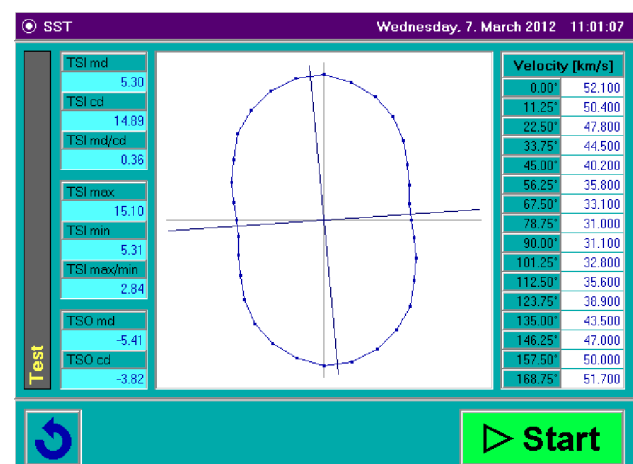 SST Wednesday, 7. March 2012 11:01:07
TSI md
5.30
TSI cd
14.89
TSI md/cd
0.36
TSI max
15.10
TSI min
5.31
TSI max/min
2.84
TSO md
-5.41
TSO cd
-3.82
Test
Velocity [km/s]
0.00° 52.100
11.25° 50.400
22.50° 47.800
33.75° 44.500
45.00° 40.200
56.25° 35.800
67.50° 33.100
78.75° 31.000
90.00° 31.100
101.25° 32.800
112.50° 35.600
123.75° 38.900
135.00° 43.500
146.25° 47.000
157.50° 50.000
168.75° 51.700
Start